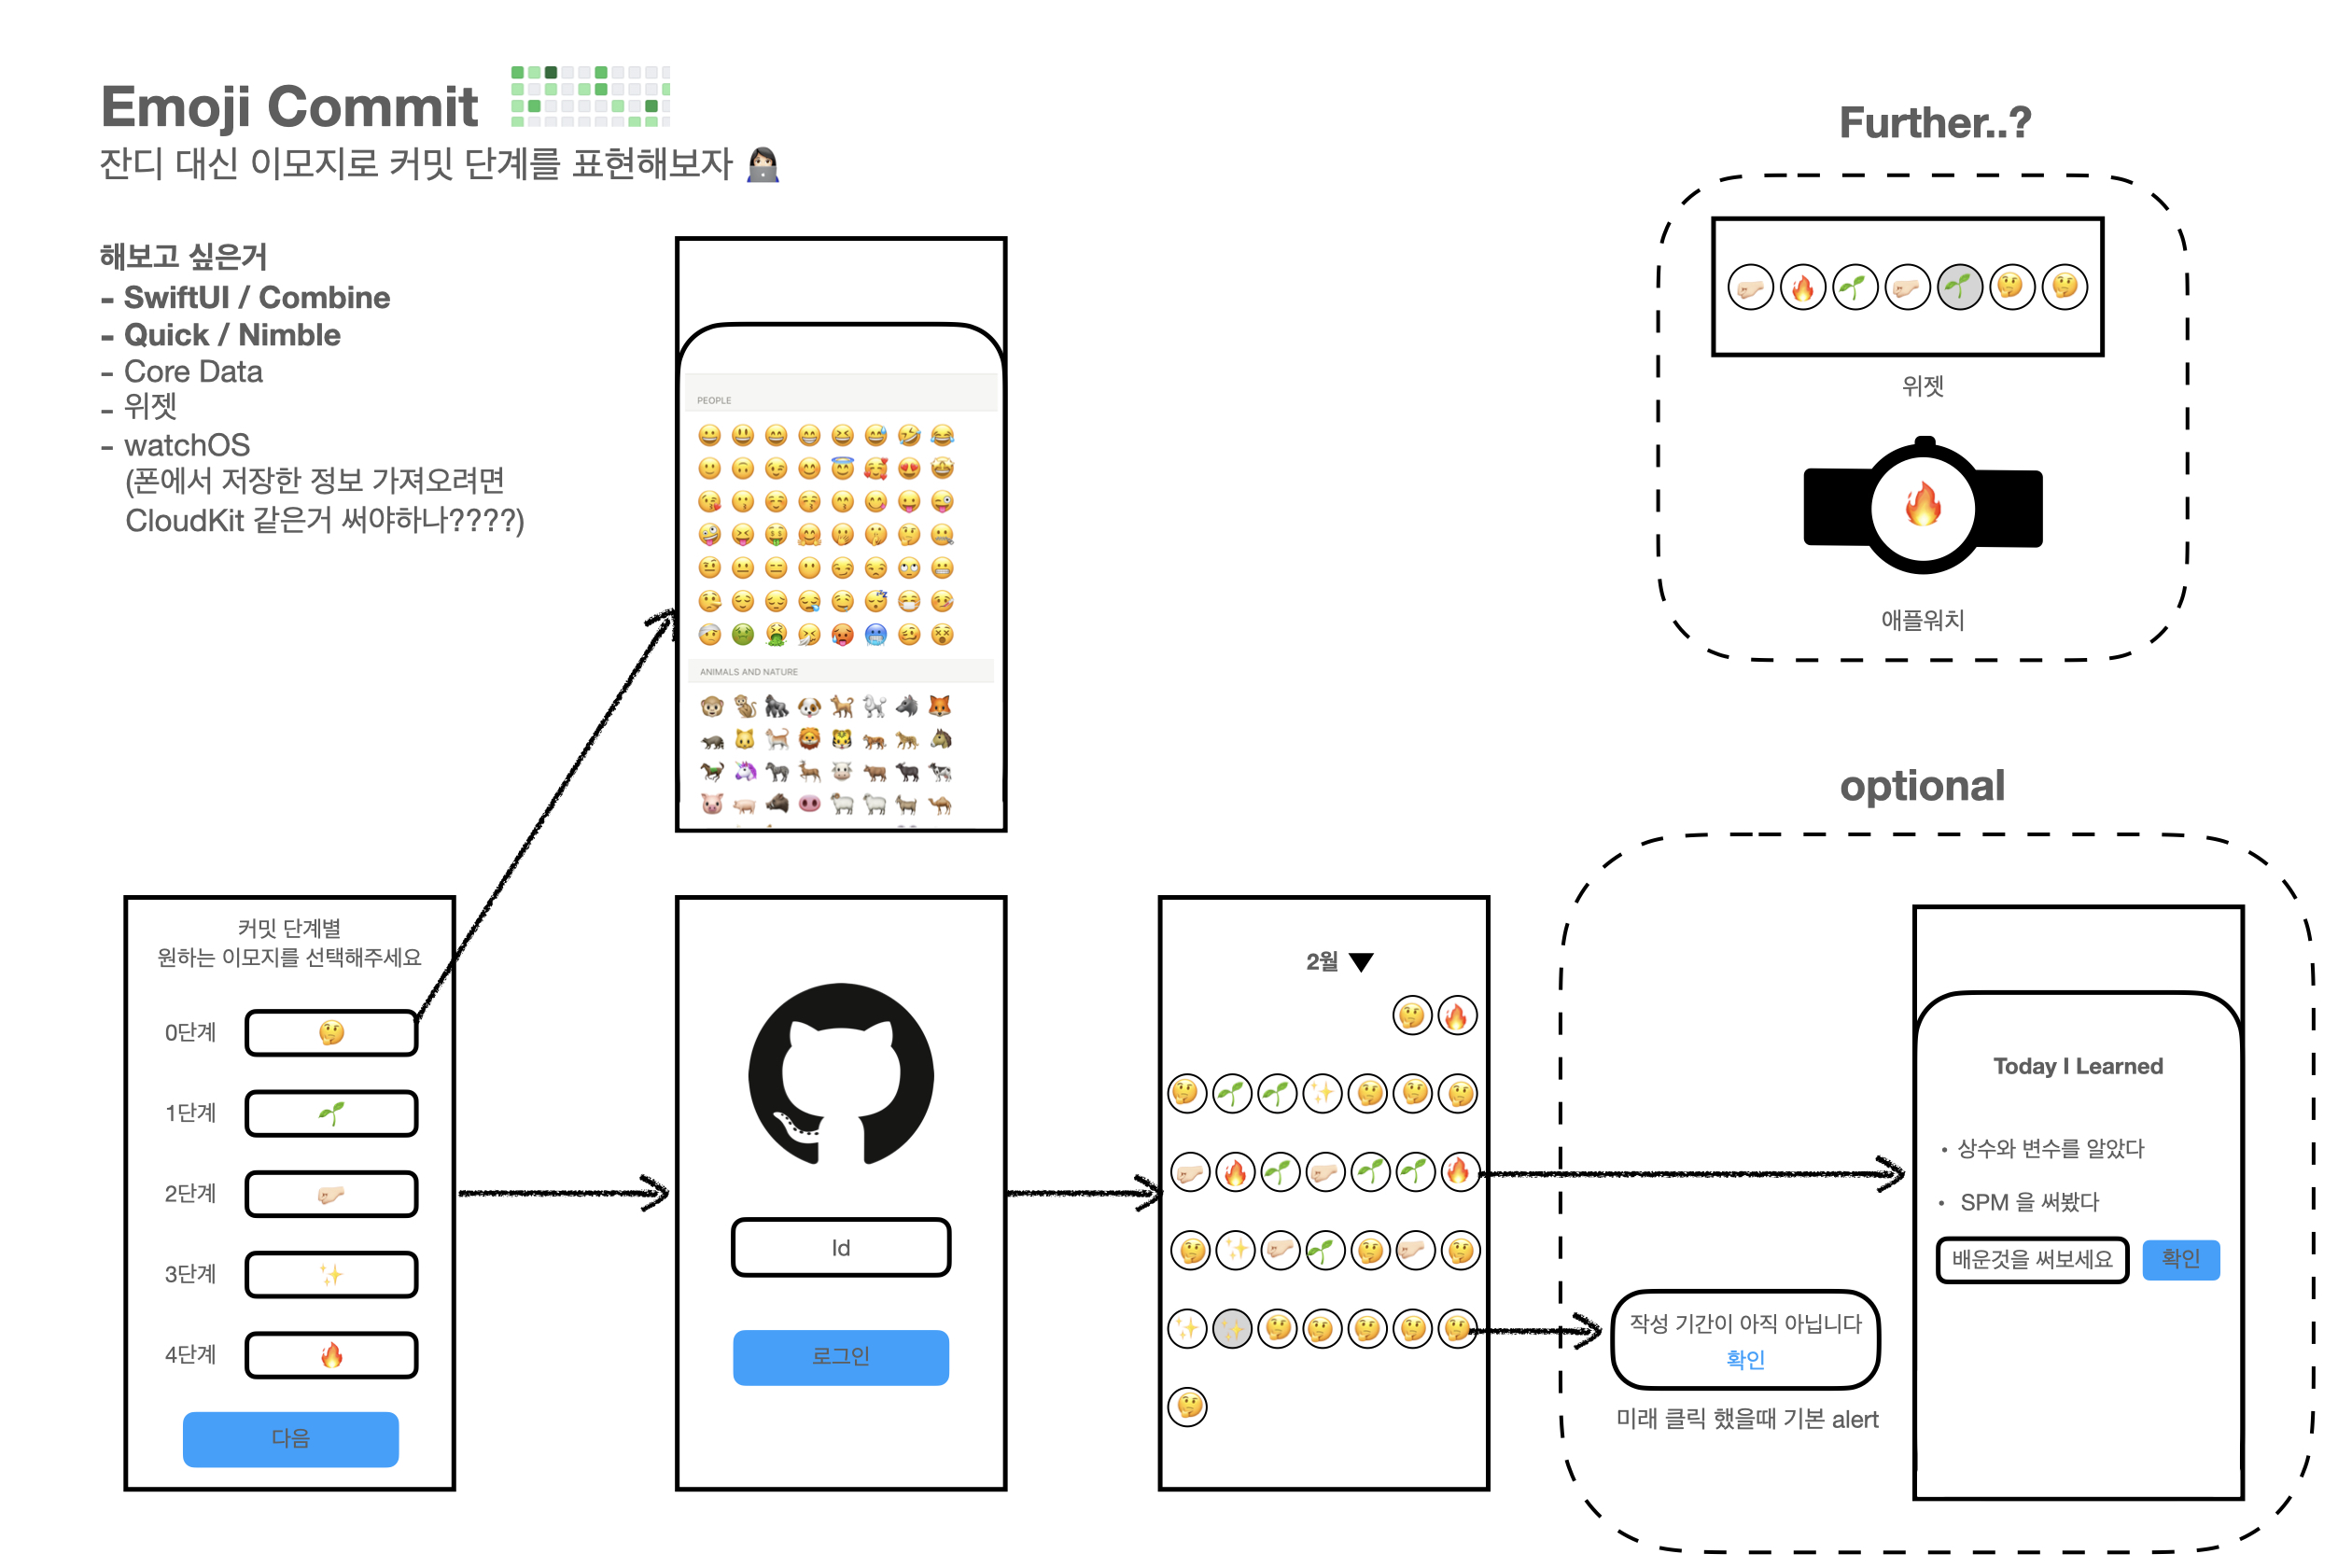 Emoji Commit
잔디 대신 이모지로 커밋 단계를 표현해보자 👩🏻‍💻
해보고 싶은거
- SwiftUI / Combine
- Quick / Nimble
- Core Data
- 위젯
- watchOS
(폰에서 저장한 정보 가져오려면
CloudKit 같은거 써야하나????)
PEOPLE
ANIMALS AND NATURE
Further..?
위젯
애플워치
커밋 단계별
원하는 이모지를 선택해주세요
0단계
1단계
2단계
3단계
4단계
다음
Id
로그인
2월
optional
작성 기간이 아직 아닙니다
확인
미래 클릭 했을때 기본 alert
Today I Learned
• 상수와 변수를 알았다
• SPM 을 써봤다
배운것을 써보세요
확인